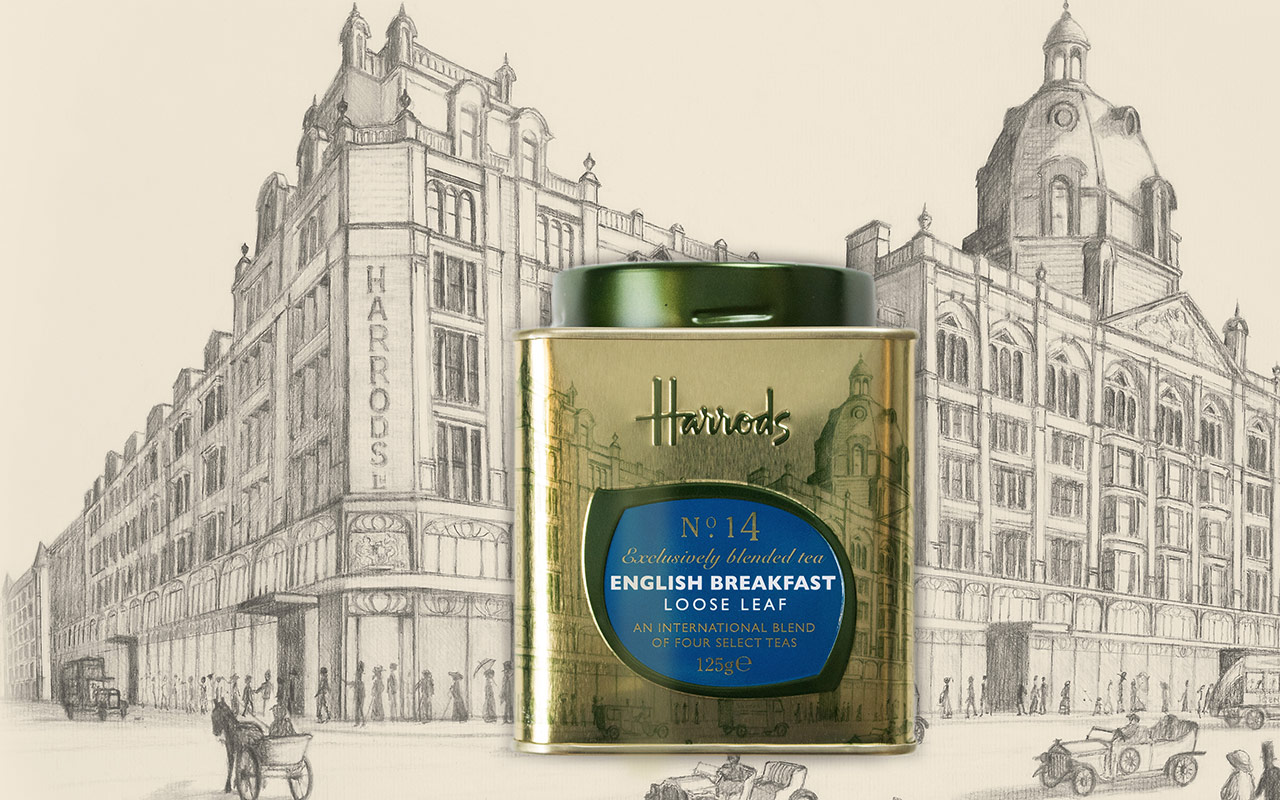 HARRODS
Harrods
Nº. 14
Exclusively blended tea
ENGLISH BREAKFAST
LOOSE LEAF
AN INTERNATIONAL BLEND
OF FOUR SELECT TEAS
125g℮